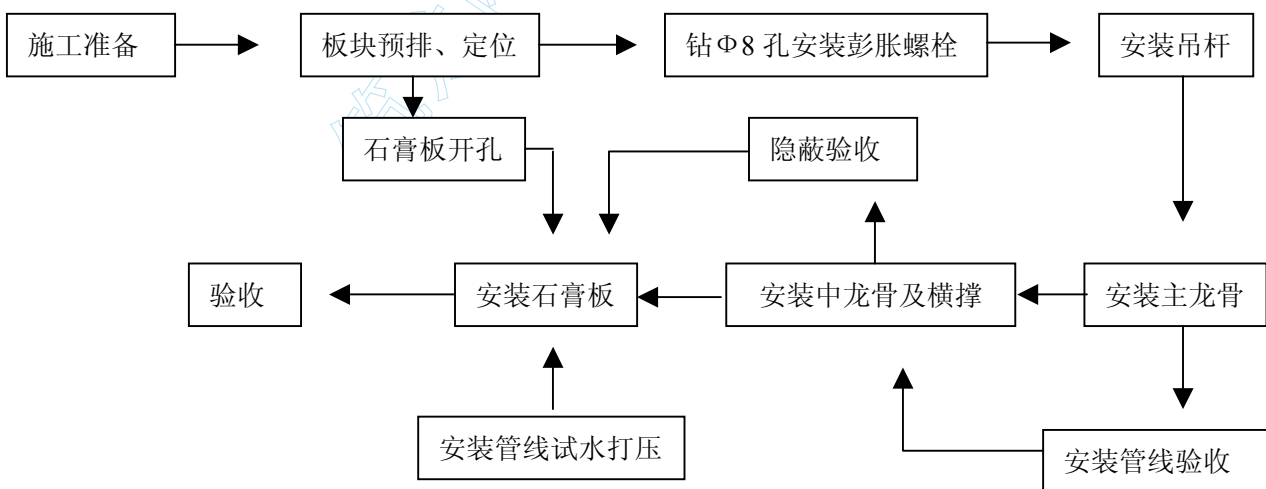 施工准备
板块预排、定位
钻Φ8 孔安装彭胀螺栓
安装吊杆
石膏板开孔
隐蔽验收
验收
安装石膏板
安装中龙骨及横撑
安装主龙骨
安装管线试水打压
安装管线验收